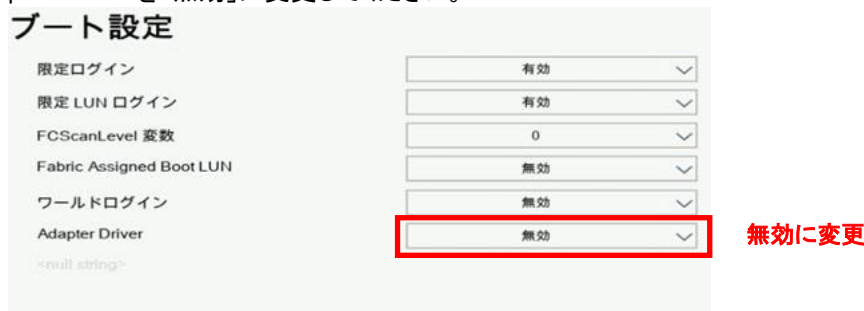 ブート設定
限定ログイン 有効
限定 LUN ログイン 有効
FCScanLevel 変数 0
Fabric Assigned Boot LUN 無効
ワールドログイン 無効
Adapter Driver 無効 無効に変更
<null string>